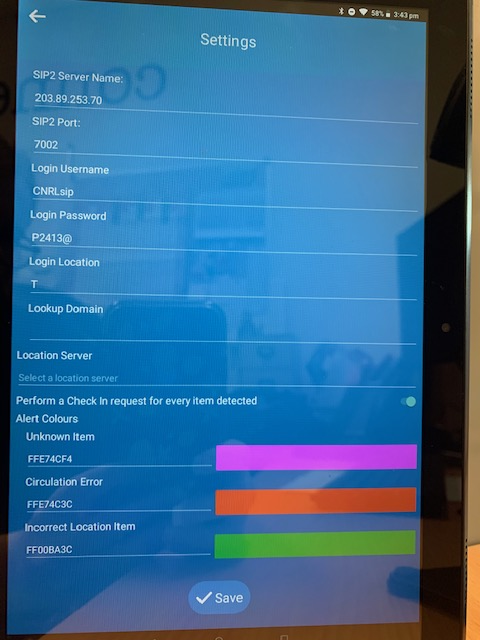 58% 3:43 pm
Settings
SIP2 Server Name:
203.89.253.70
SIP2 Port:
7002
Login Username
CNRLsip
Login Password
P2413@
Login Location
T
Lookup Domain
Location Server
Select a location server
Perform a Check In request for every item detected
Alert Colours
Unknown Item
FFE74CF4
Circulation Error
FFE74C3C
Incorrect Location Item
FF00BA3C
Save